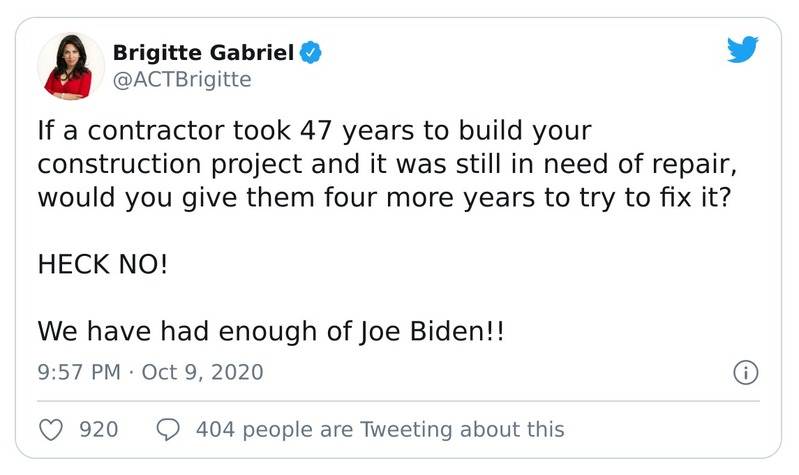 Brigitte Gabriel
@ACTBrigitte
If a contractor took 47 years to build your
construction project and it was still in need of repair,
would you give them four more years to try to fix it?
HECK NO!
We have had enough of Joe Biden!!
9:57 PM · Oct 9, 2020
920 404 people are Tweeting about this